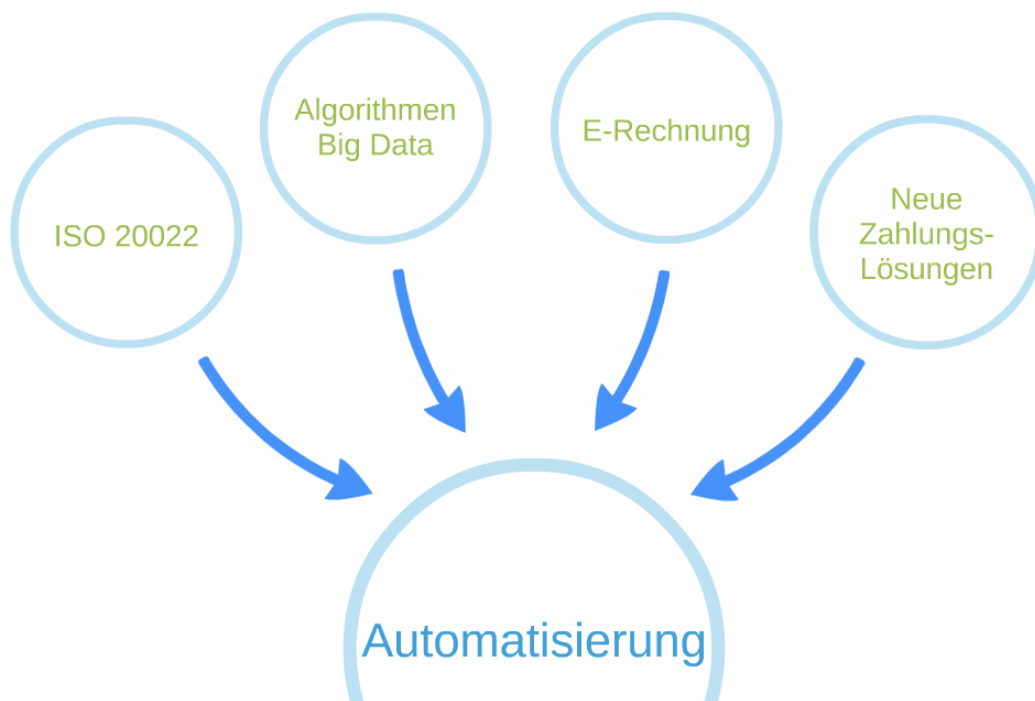 ISO 20022
Algorithmen
Big Data
E-Rechnung
Neue
Zahlungs-
Lösungen
Automatisierung